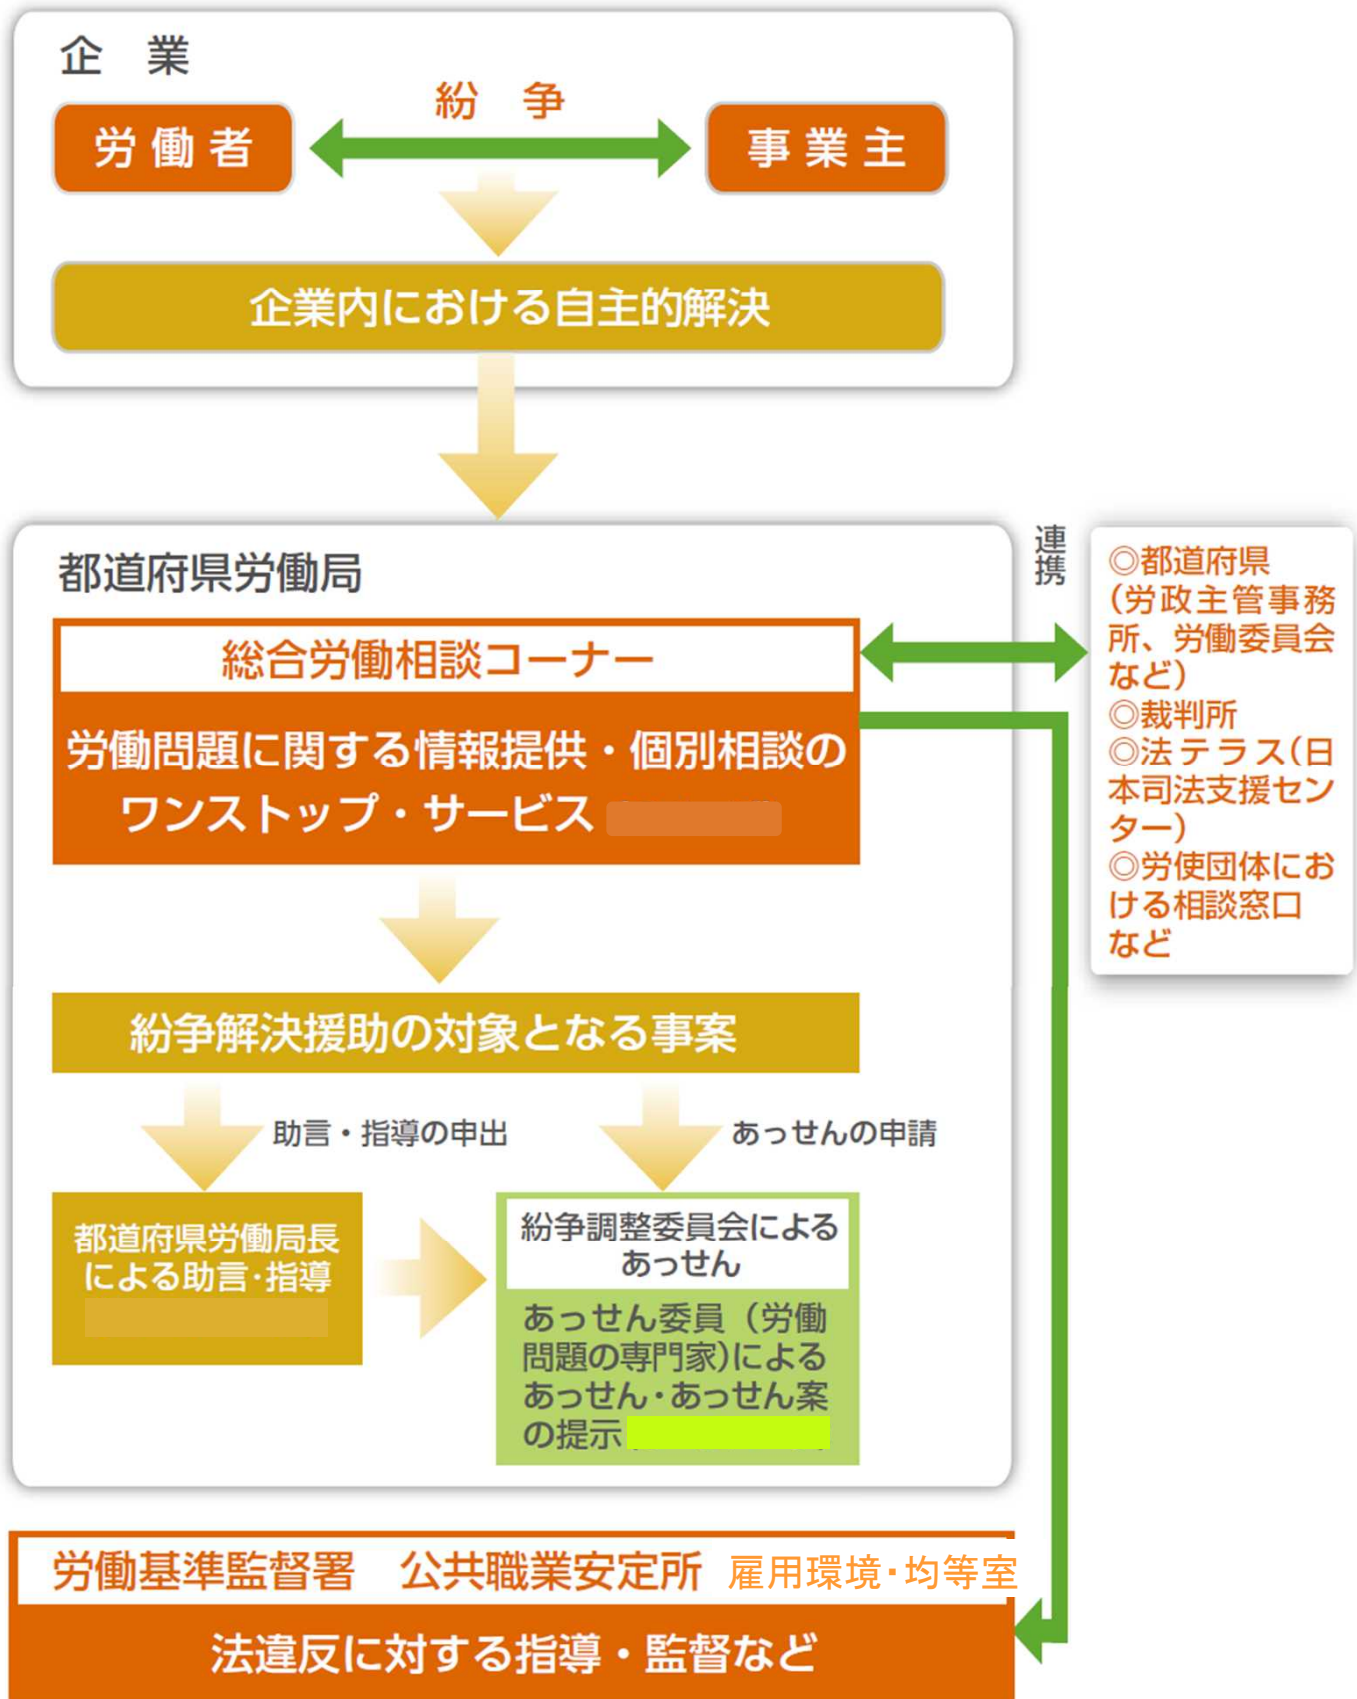 企　業
紛　争
労働者
事業主
企業内における自主的解決
都道府県労働局
総合労働相談コーナー
労働問題に関する情報提供・個別相談の
ワンストップ・サービス
連携
◎都道府県
(労政主管事務
所、労働委員会
など)
◎裁判所
◎法テラス(日
本司法支援セン
ター)
◎労使団体にお
ける相談窓口
など
紛争解決援助の対象となる事案
助言・指導の申出
あっせんの申請
都道府県労働局長
による助言・指導
紛争調整委員会による
あっせん
あっせん委員（労働
問題の専門家)による
あっせん・あっせん案
の提示
労働基準監督署　公共職業安定所　雇用環境・均等室
法違反に対する指導・監督など